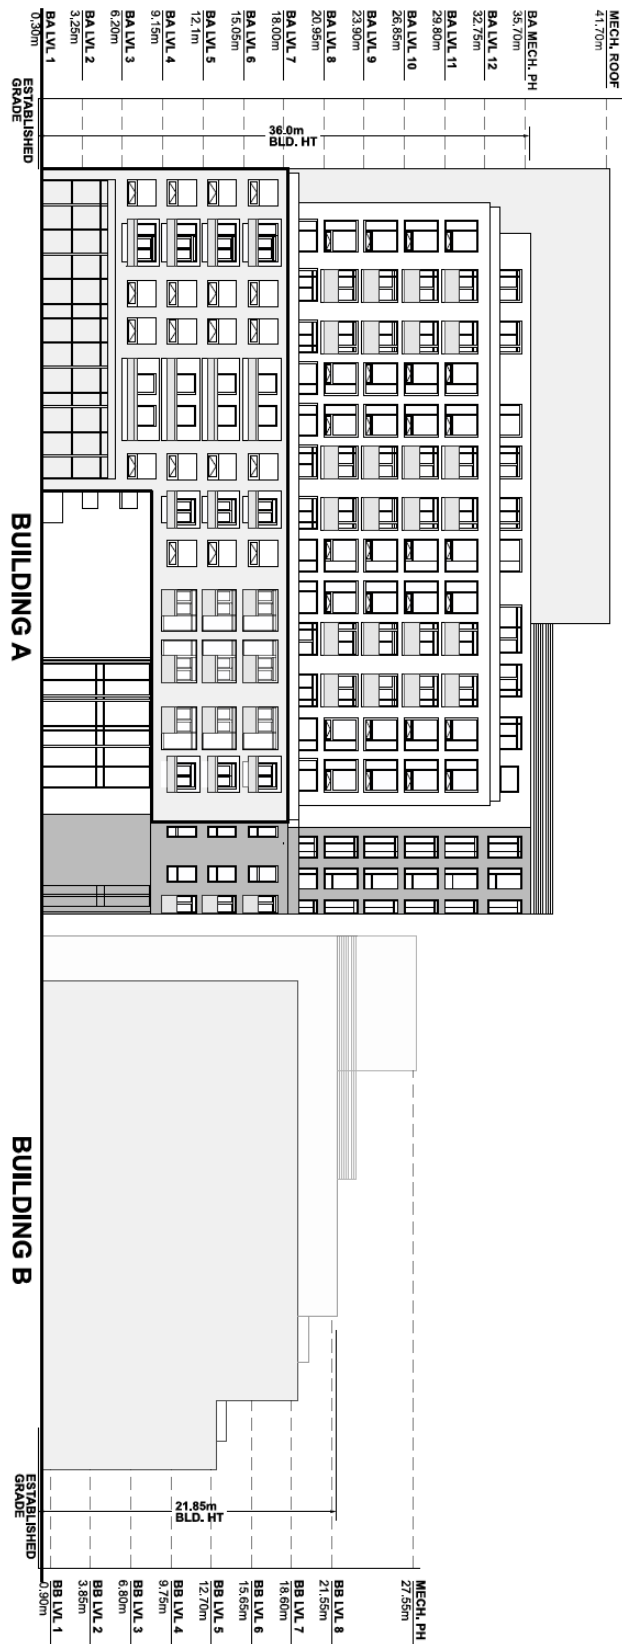 MECH. ROOF
41.70m
BA MECH. PH
35.70m
BA LVL 12
32.75m
BA LVL 11
29.80m
BA LVL 10
26.85m
BA LVL 9
23.90m
BA LVL 8
20.95m
BA LVL 7
18.00m
BA LVL 6
15.05m
BA LVL 5
12.1m
BA LVL 4
9.15m
BA LVL 3
6.20m
BA LVL 2
3.25m
BA LVL 1
0.30m
ESTABLISHED
GRADE
36.0m
BLD. HT
BUILDING A
BUILDING B
21.85m
BLD. HT
ESTABLISHED
GRADE
MECH. PH
27.55m
BB LVL 8
21.55m
BB LVL 7
18.60m
BB LVL 6
15.65m
BB LVL 5
12.70m
BB LVL 4
9.75m
BB LVL 3
6.80m
BB LVL 2
3.85m
BB LVL 1
0.90m